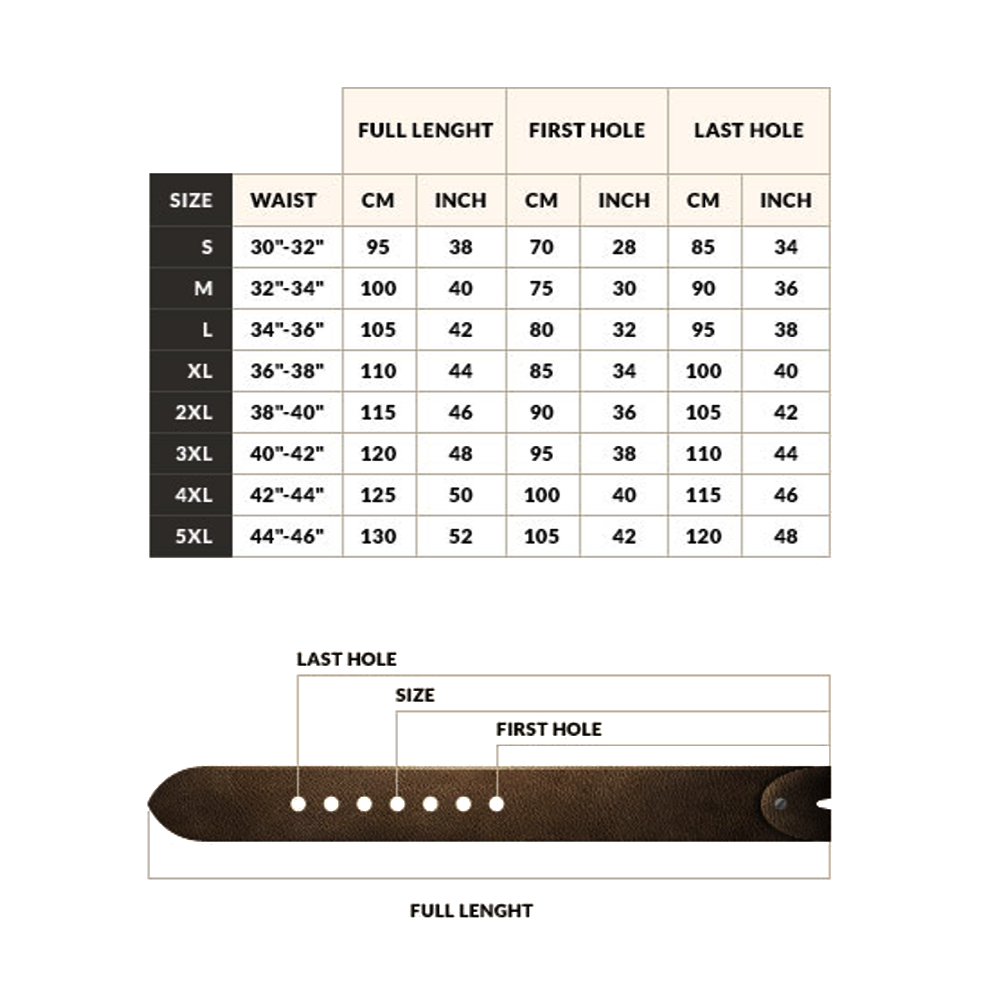 FULL LENGHT FIRST HOLE LAST HOLE
SIZE WAIST CM INCH CM INCH CM INCH
S 30"-32" 95 38 70 28 85 34
M 32"-34" 100 40 75 30 90 36
L 34"-36" 105 42 80 32 95 38
XL 36"-38" 110 44 85 34 100 40
2XL 38"-40" 115 46 90 36 105 42
3XL 40"-42" 120 48 95 38 110 44
4XL 42"-44" 125 50 100 40 115 46
5XL 44"-46" 130 52 105 42 120 48
LAST HOLE
SIZE
FIRST HOLE
FULL LENGHT